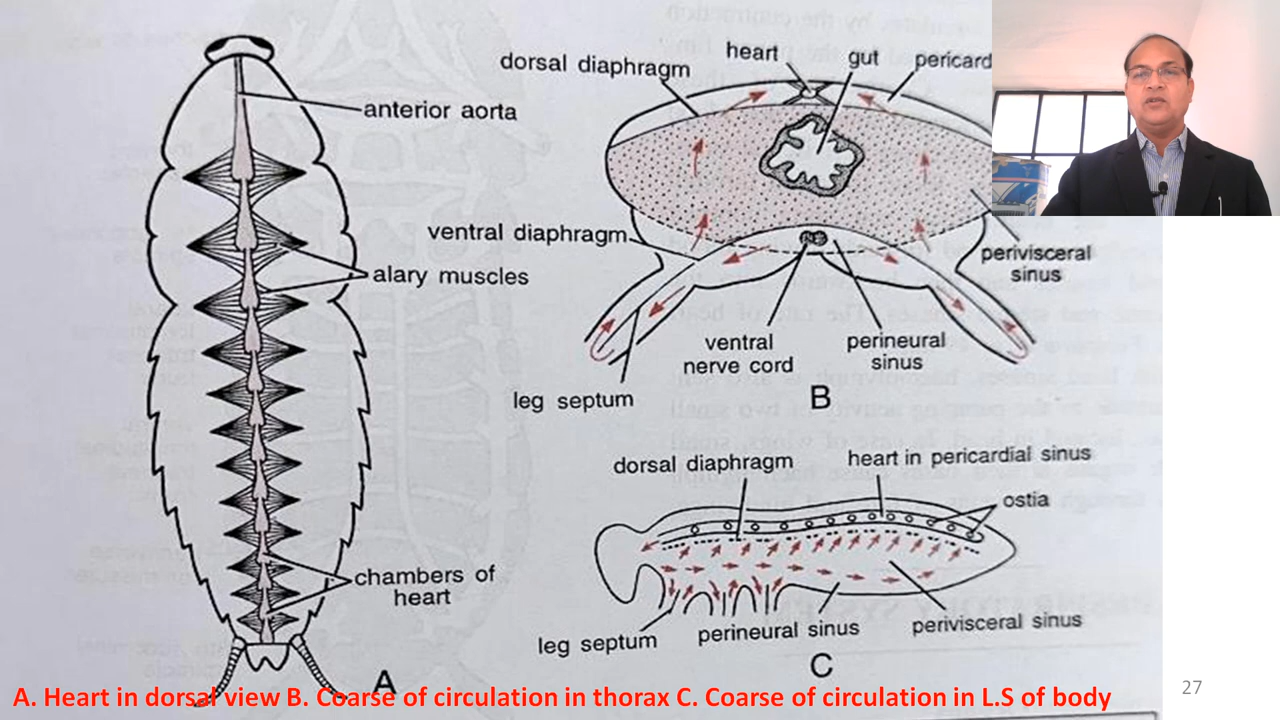 anterior aorta
alary muscles
chambers of
heart
A
dorsal diaphragm
heart
gut
pericard
ventral diaphragm
perivisceral
sinus
ventral
nerve cord
perineural
sinus
leg septum
B
dorsal diaphragm
heart in pericardial sinus
ostia
leg septum
perineural sinus
perivisceral sinus
C
A. Heart in dorsal view B. Coarse of circulation in thorax C. Coarse of circulation in L.S of body
27